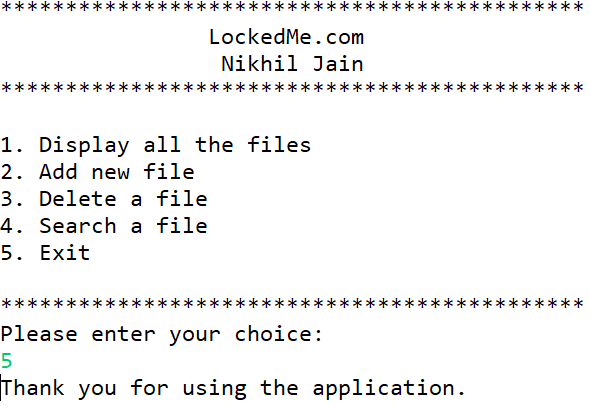 *********************************************
LockedMe.com
Nikhil Jain
*********************************************
1. Display all the files
2. Add new file
3. Delete a file
4. Search a file
5. Exit
*********************************************
Please enter your choice:
5
Thank you for using the application.